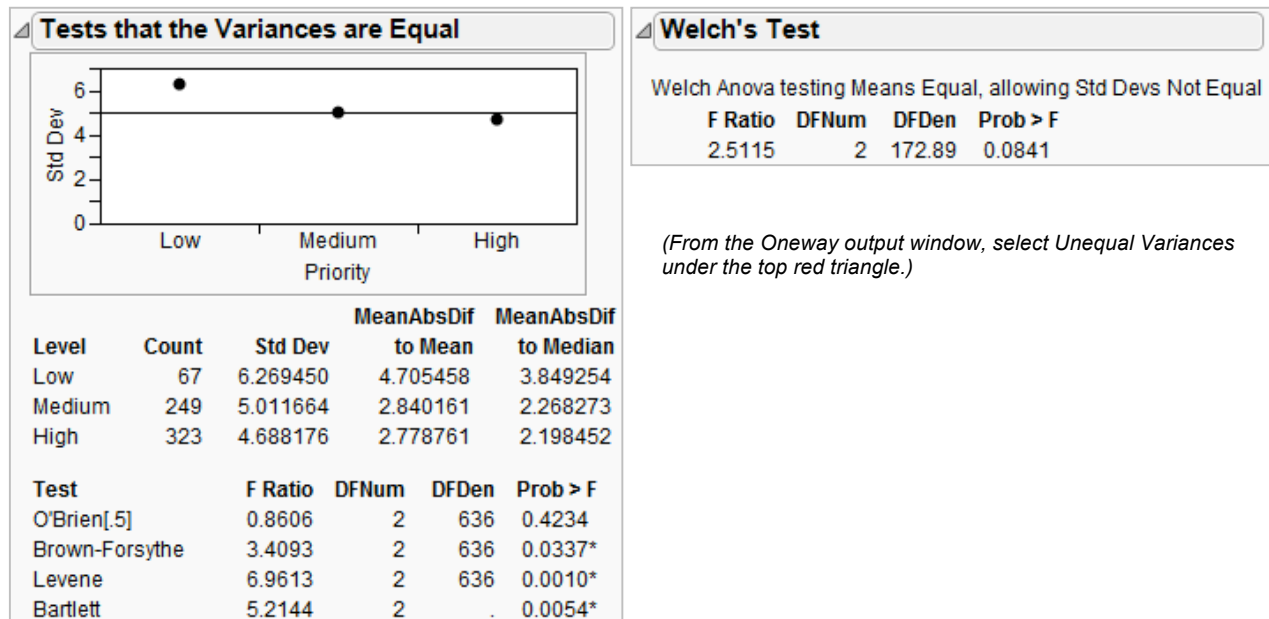 Tests that the Variances are Equal
6
4
2
0
Std Dev
Low Medium High
Priority
MeanAbsDif MeanAbsDif
Level Count Std Dev to Mean to Median
Low 67 6.269450 4.705458 3.849254
Medium 249 5.011664 2.840161 2.268273
High 323 4.688176 2.778761 2.198452
Test F Ratio DFNum DFDen Prob > F
O'Brien[.5] 0.8606 2 636 0.4234
Brown-Forsythe 3.4093 2 636 0.0337*
Levene 6.9613 2 636 0.0010*
Bartlett 5.2144 2 . 0.0054*
Welch's Test
Welch Anova testing Means Equal, allowing Std Devs Not Equal
F Ratio DFNum DFDen Prob > F
2.5115 2 172.89 0.0841
(From the Oneway output window, select Unequal Variances
under the top red triangle.)